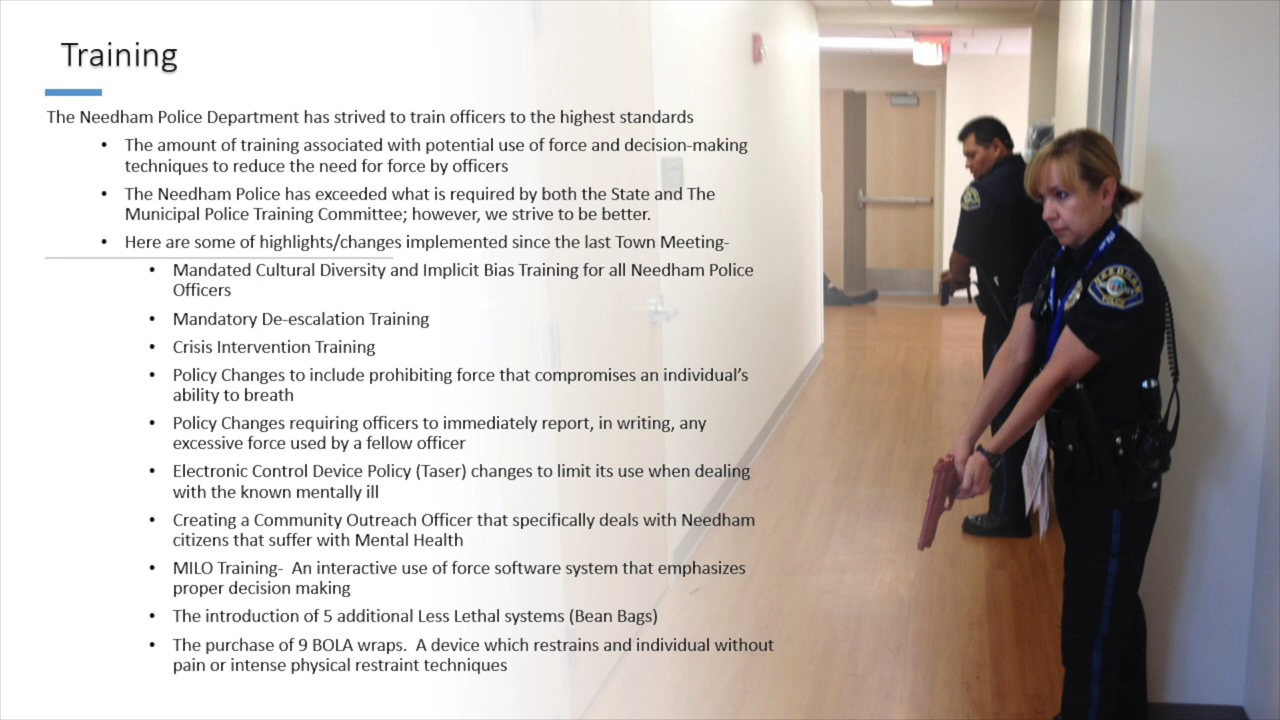 Training
The Needham Police Department has strived to train officers to the highest standards
• The amount of training associated with potential use of force and decision-making
techniques to reduce the need for force by officers
• The Needham Police has exceeded what is required by both the State and The
Municipal Police Training Committee; however, we strive to be better.
• Here are some of highlights/changes implemented since the last Town Meeting-
• Mandated Cultural Diversity and Implicit Bias Training for all Needham Police
Officers
• Mandatory De-escalation Training
• Crisis Intervention Training
• Policy Changes to include prohibiting force that compromises an individual’s
ability to breath
• Policy Changes requiring officers to immediately report, in writing, any
excessive force used by a fellow officer
• Electronic Control Device Policy (Taser) changes to limit its use when dealing
with the known mentally ill
• Creating a Community Outreach Officer that specifically deals with Needham
citizens that suffer with Mental Health
• MILO Training-  An interactive use of force software system that emphasizes
proper decision making
• The introduction of 5 additional Less Lethal systems (Bean Bags)
• The purchase of 9 BOLA wraps.  A device which restrains and individual without
pain or intense physical restraint techniques
EXIT
NEEDHAM
POLICE